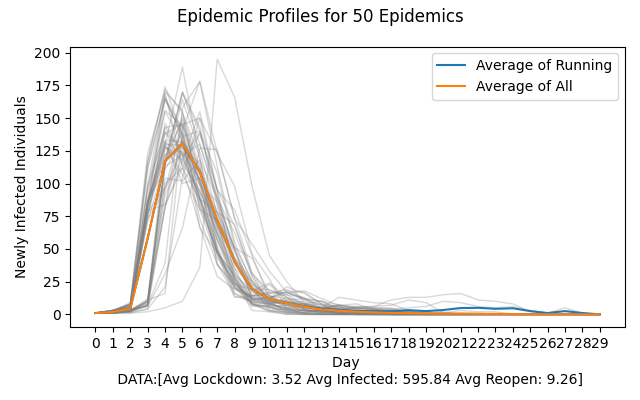 Epidemic Profiles for 50 Epidemics
Newly Infected Individuals
200
175
150
125
100
75
50
25
0
Average of Running
Average of All
0 1 2 3 4 5 6 7 8 9 10 11 12 13 14 15 16 17 18 19 20 21 22 23 24 25 26 27 28 29
Day
DATA:[Avg Lockdown: 3.52 Avg Infected: 595.84 Avg Reopen: 9.26]